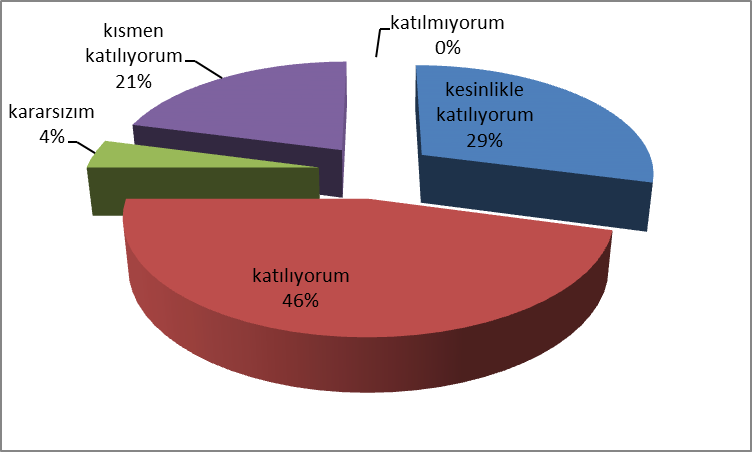 katılmıyorum
0%
kesinlikle
katılıyorum
29%
katılıyorum
46%
kararsızım
4%
kısmen
katılıyorum
21%